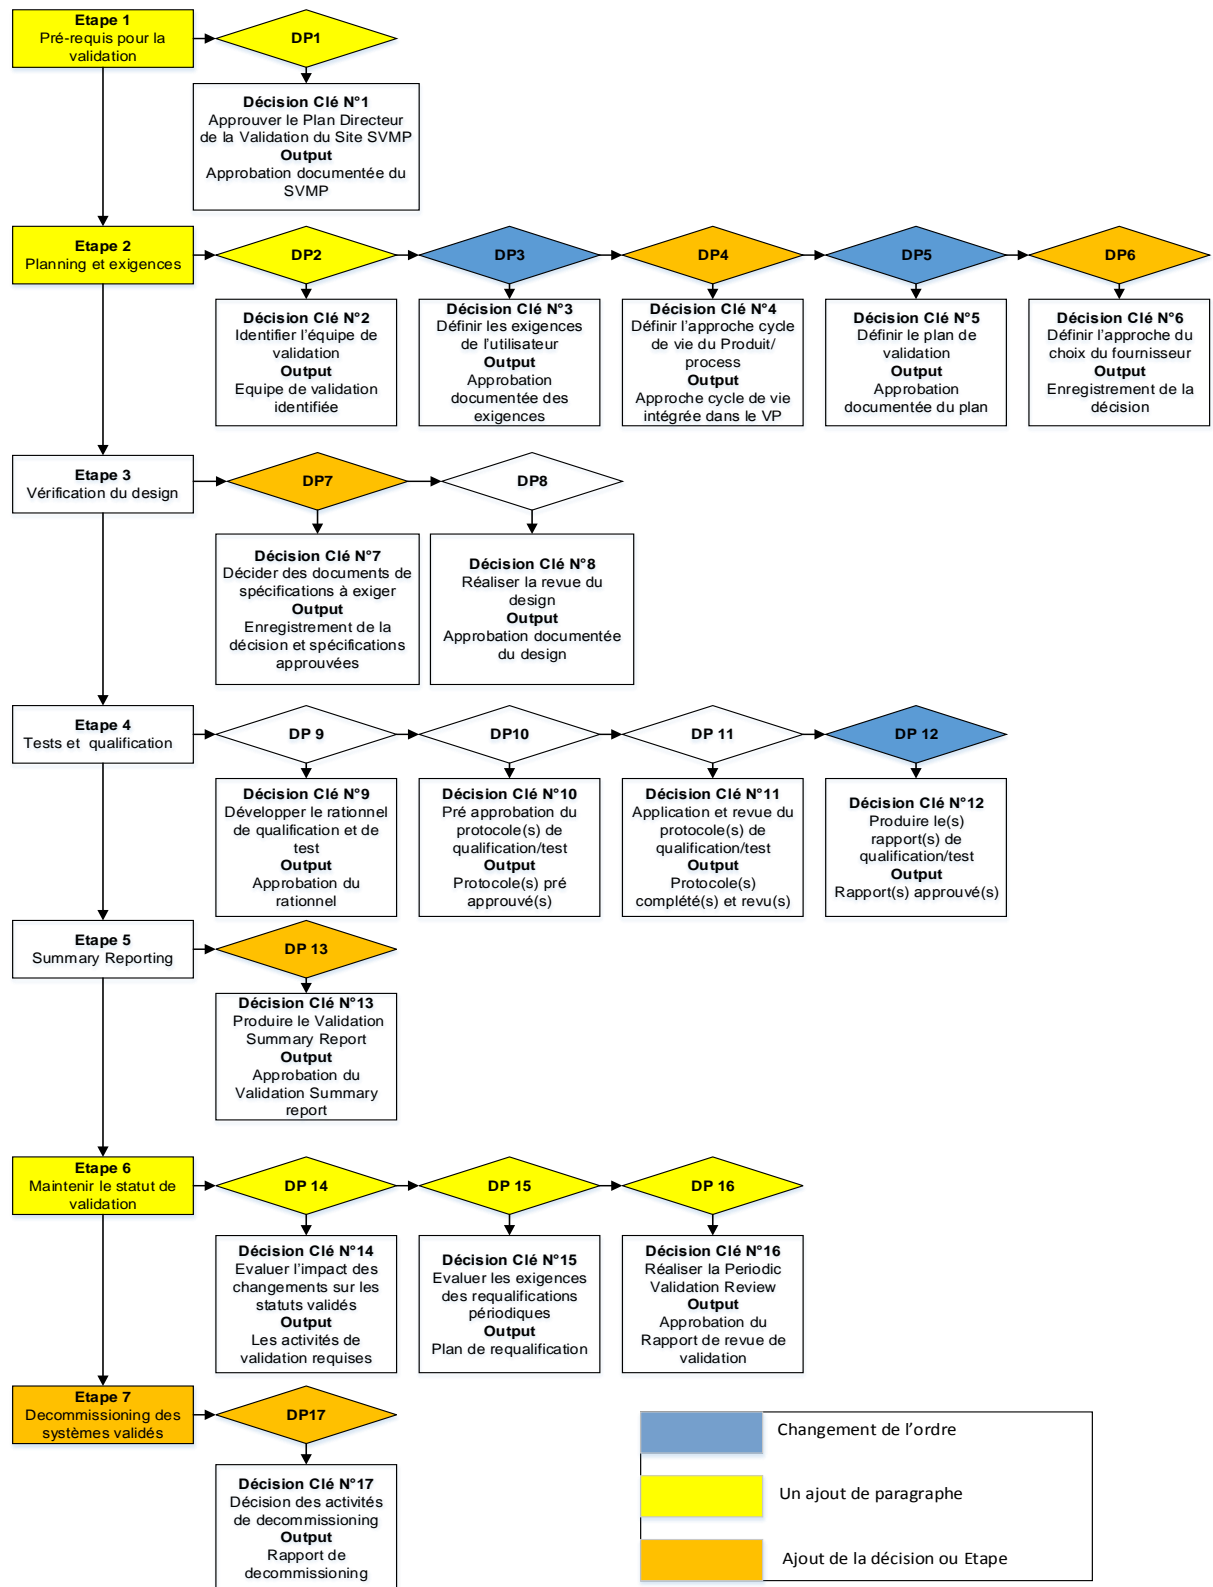 Etape 1
Pré-requis pour la
validation
DP1
Décision Clé N°1
Approuver le Plan Directeur
de la Validation du Site SVMP
Output
Approbation documentée du
SVMP
Etape 2
Planning et exigences
DP2
DP3
DP4
DP5
DP6
Décision Clé N°2
Identifier l'équipe de
validation
Output
Equipe de validation
identifiée
Décision Clé N°3
Définir les exigences
de l'utilisateur
Output
Approbation
documentée des
exigences
Décision Clé N°4
Définir l'approche cycle
de vie du Produit/
process
Output
Approche cycle de vie
intégrée dans le VP
Décision Clé N°5
Définir le plan de
validation
Output
Approbation
documentée du plan
Décision Clé N°6
Définir l'approche du
choix du fournisseur
Output
Enregistrement de la
décision
Etape 3
Vérification du design
DP7
DP8
Décision Clé N°7
Décider des documents de
spécifications à exiger
Output
Enregistrement de la
décision et spécifications
approuvées
Décision Clé N°8
Réaliser la revue du
design
Output
Approbation documentée
du design
Etape 4
Tests et qualification
DP 9
DP10
DP 11
DP 12
Décision Clé N°9
Développer le rationnel
de qualification et de
test
Output
Approbation du
rationnel
Décision Clé N°10
Pré approbation du
protocole(s) de
qualification/test
Output
Protocole(s) pré
approuvé(s)
Décision Clé N°11
Application et revue du
protocole(s) de
qualification/test
Output
Protocole(s)
complété(s) et revu(s)
Décision Clé N°12
Produire le(s)
rapport(s) de
qualification/test
Output
Rapport(s) approuvé(s)
Etape 5
Summary Reporting
DP 13
Décision Clé N°13
Produire le Validation
Summary Report
Output
Approbation du
Validation Summary
report
Etape 6
Maintenir le statut de
validation
DP 14
DP 15
DP 16
Décision Clé N°14
Evaluer l'impact des
changements sur les
statuts validés
Output
Les activités de
validation requises
Décision Clé N°15
Evaluer les exigences
des requalifications
périodiques
Output
Plan de requalification
Décision Clé N°16
Réaliser la Periodic
Validation Review
Output
Approbation du
Rapport de revue de
validation
Etape 7
Decommissioning des
systèmes validés
DP17
Décision Clé N°17
Décision des activités
de decommissioning
Output
Rapport de
decommissioning
Changement de l'ordre
Un ajout de paragraphe
Ajout de la décision ou Etape